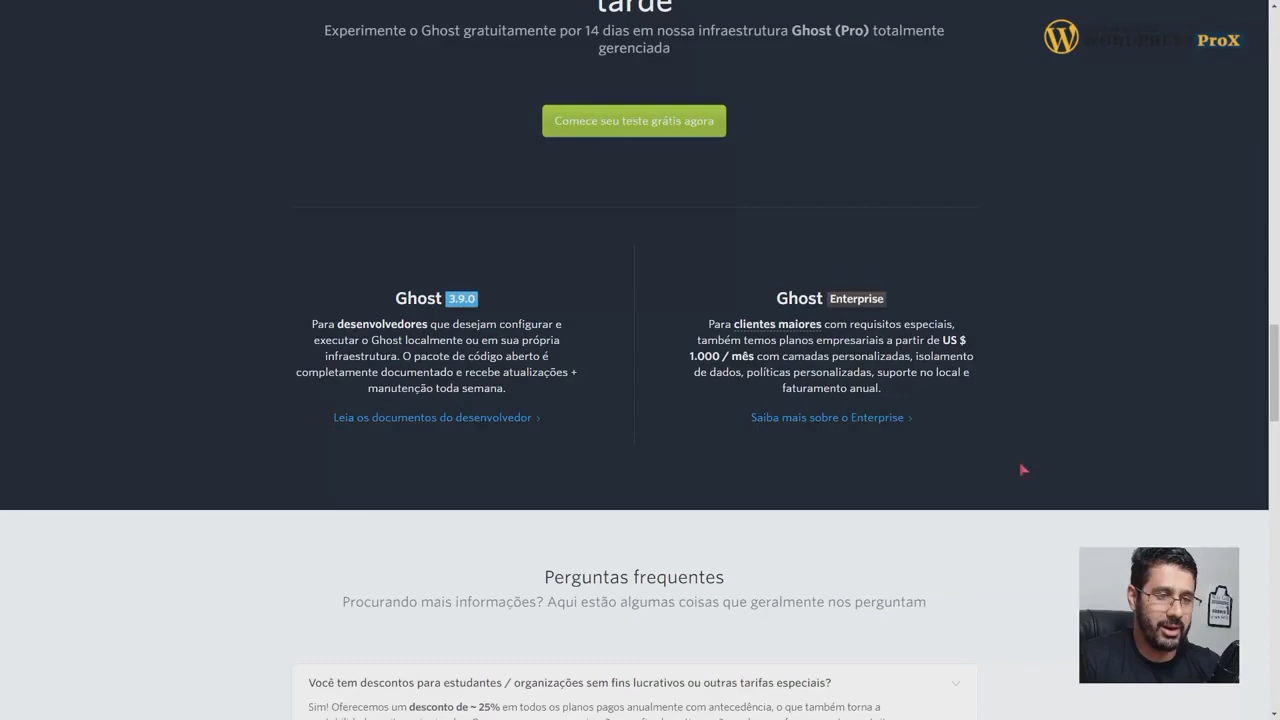 tarde
Experimente o Ghost gratuitamente por 14 dias em nossa infraestrutura Ghost (Pro) totalmente
gerenciada
WORDPRESS ProX
Comece seu teste grátis agora
Ghost 3.9.0
Para desenvolvedores que desejam configurar e
executar o Ghost localmente ou em sua própria
infraestrutura. O pacote de código aberto é
completamente documentado e recebe atualizações +
manutenção toda semana.
Leia os documentos do desenvolvedor ›
Ghost Enterprise
Para clientes maiores com requisitos especiais,
também temos planos empresariais a partir de US $
1.000 / mês com camadas personalizadas, isolamento
de dados, políticas personalizadas, suporte no local e
faturamento anual.
Saiba mais sobre o Enterprise ›
Perguntas frequentes
Procurando mais informações? Aqui estão algumas coisas que geralmente nos perguntam
Você tem descontos para estudantes / organizações sem fins lucrativos ou outras tarifas especiais?
Sim! Oferecemos um desconto de ~ 25% em todos os planos pagos anualmente com antecedência, o que também torna a